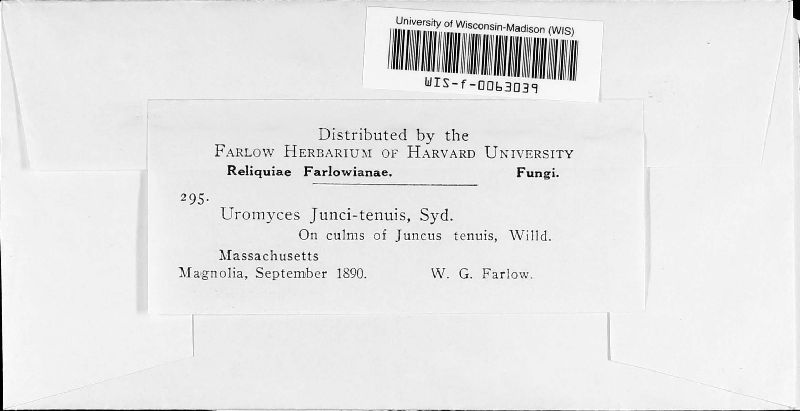 University of Wisconsin-Madison (WIS)
WIS-f-0063039
Distributed by the
FARLOW HERBARIUM OF HARVARD UNIVERSITY
Reliquiae Farlowianae. Fungi.
295.
Uromyces Junci-tenuis, Syd.
On culms of Juncus tenuis, Willd.
Massachusetts
Magnolia, September 1890. W. G. Farlow.